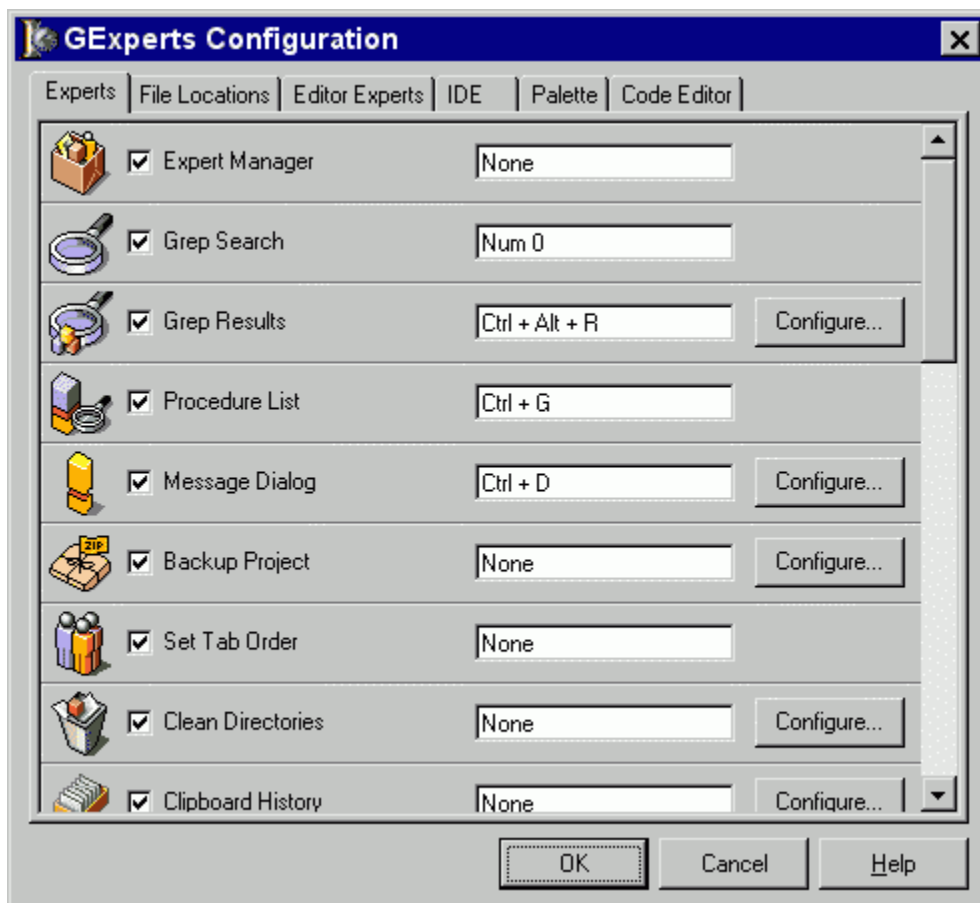 GExperts Configuration
Experts File Locations Editor Experts IDE Palette Code Editor
Expert Manager None
Grep Search Num 0
Grep Results Ctrl + Alt + R Configure...
Procedure List Ctrl + G
Message Dialog Ctrl + D Configure...
ZIP
Backup Project None Configure...
Set Tab Order None
Clean Directories None Configure...
Clipboard History None Configure...
OK Cancel Help